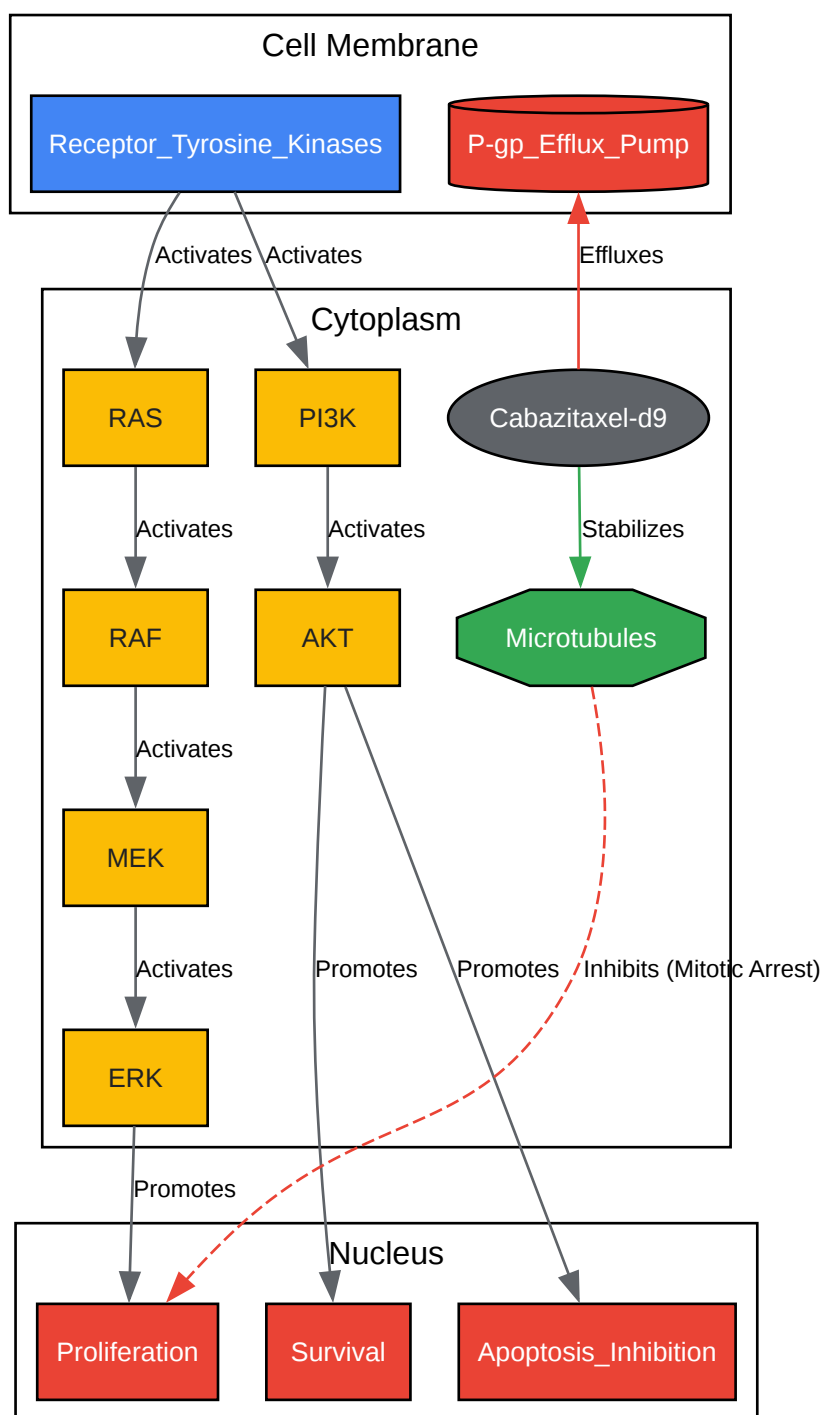 Cell Membrane
Receptor_Tyrosine_Kinases
P-gp_Efflux_Pump
Activates
Activates
Effluxes
Cytoplasm
RAS
PI3K
Cabazitaxel-d9
Activates
Activates
Stabilizes
RAF
AKT
Microtubules
Activates
MEK
Activates
Promotes
Promotes
Inhibits (Mitotic Arrest)
ERK
Promotes
Nucleus
Proliferation
Survival
Apoptosis_Inhibition